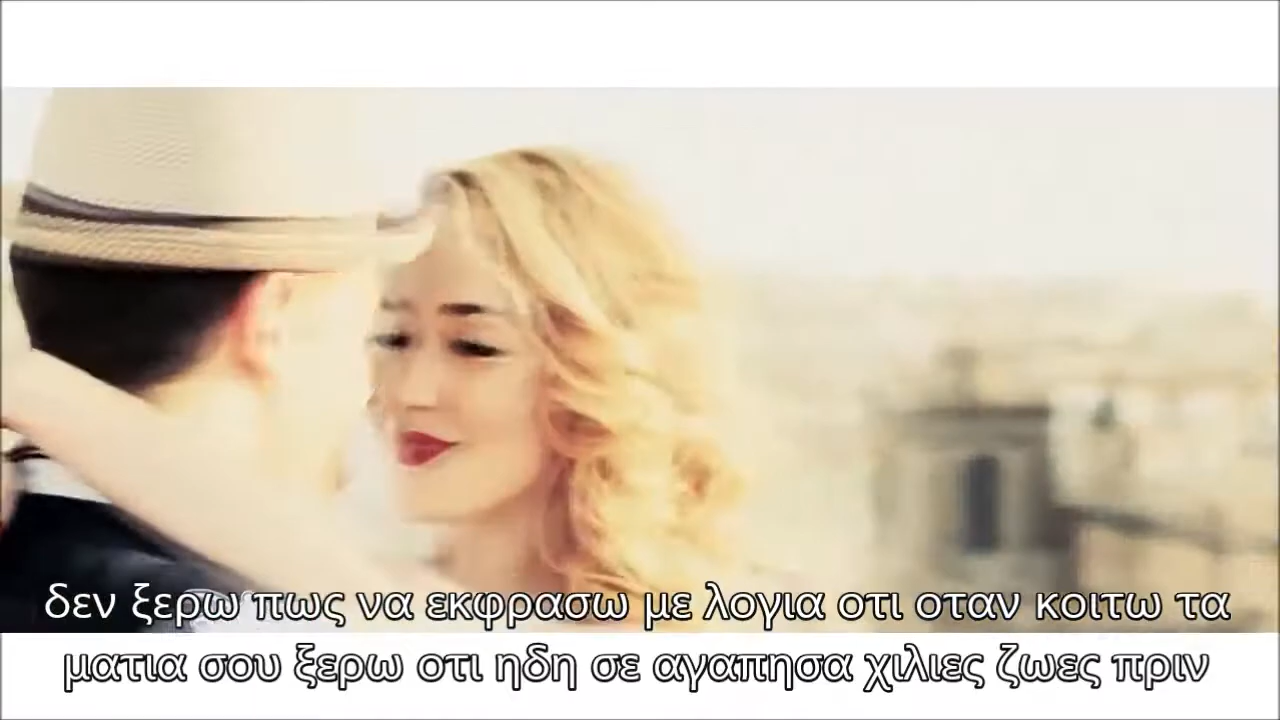 δεν ξερω πως να εκφρασω με λογια οτι οταν κοιτω τα
ματια σου ξερω οτι ηδη σε αγαπησα χιλιες ζωες πριν